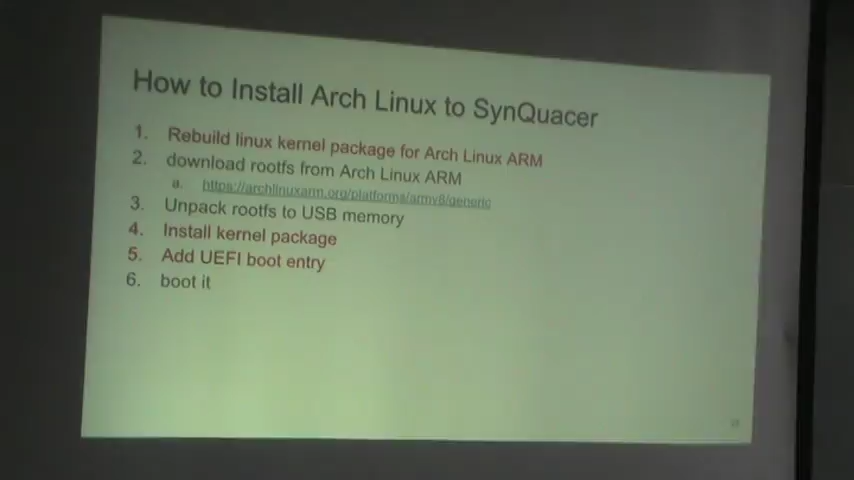 How to Install Arch Linux to SynQuacer
1. Rebuild linux kernel package for Arch Linux ARM
2. download rootfs from Arch Linux ARM
a. https://archlinuxarm.org/platforms/armv8/generic
3. Unpack rootfs to USB memory
4. Install kernel package
5. Add UEFI boot entry
6. boot it